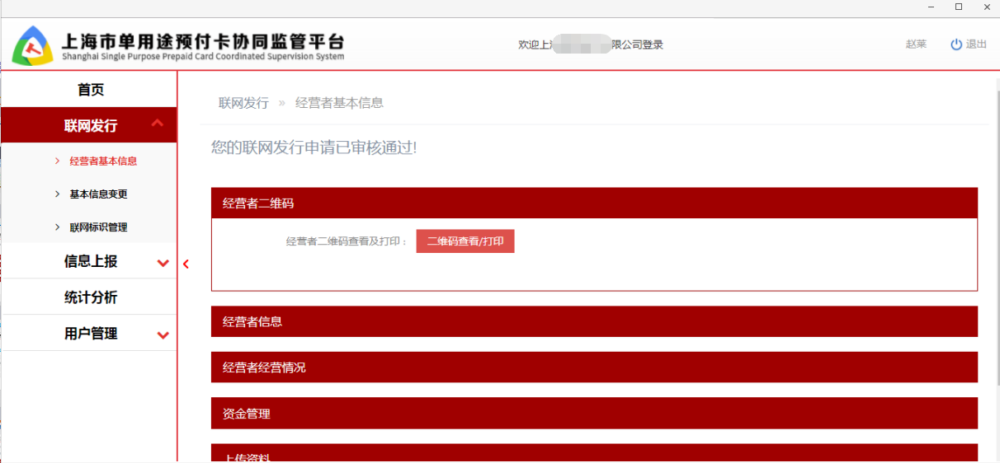 上海市单用途预付卡协同监管平台
Shanghai Single Purpose Prepaid Card Coordinated Supervision System
欢迎上 限公司登录
赵莱
退出
首页
联网发行
经营者基本信息
基本信息变更
联网标识管理
信息上报
统计分析
用户管理
联网发行 » 经营者基本信息
您的联网发行申请已审核通过!
经营者二维码
经营者二维码查看及打印： 二维码查看/打印
经营者信息
经营者经营情况
资金管理
上传资料